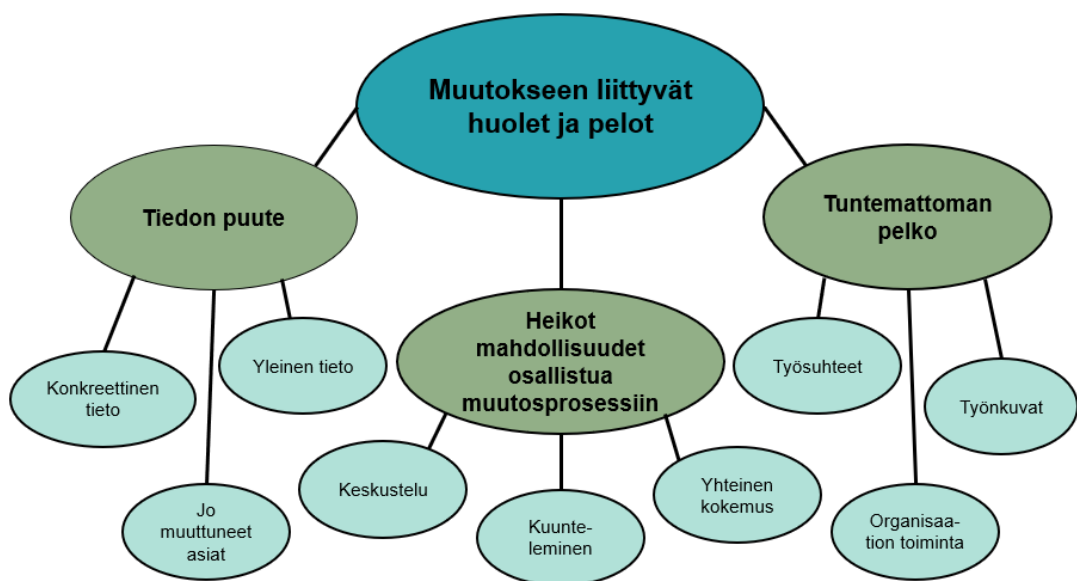 Muutokseen liittyvät
huolet ja pelot
Tiedon puute
Tuntemattoman
pelko
Heikot
mahdollisuudet
osallistua
muutosprosessiin
Konkreettinen
tieto
Jo
muuttuneet
asiat
Yleinen tieto
Keskustelu
Kuunte-
leminen
Yhteinen
kokemus
Työsuhteet
Organisaa-
tion toiminta
Työnkuvat